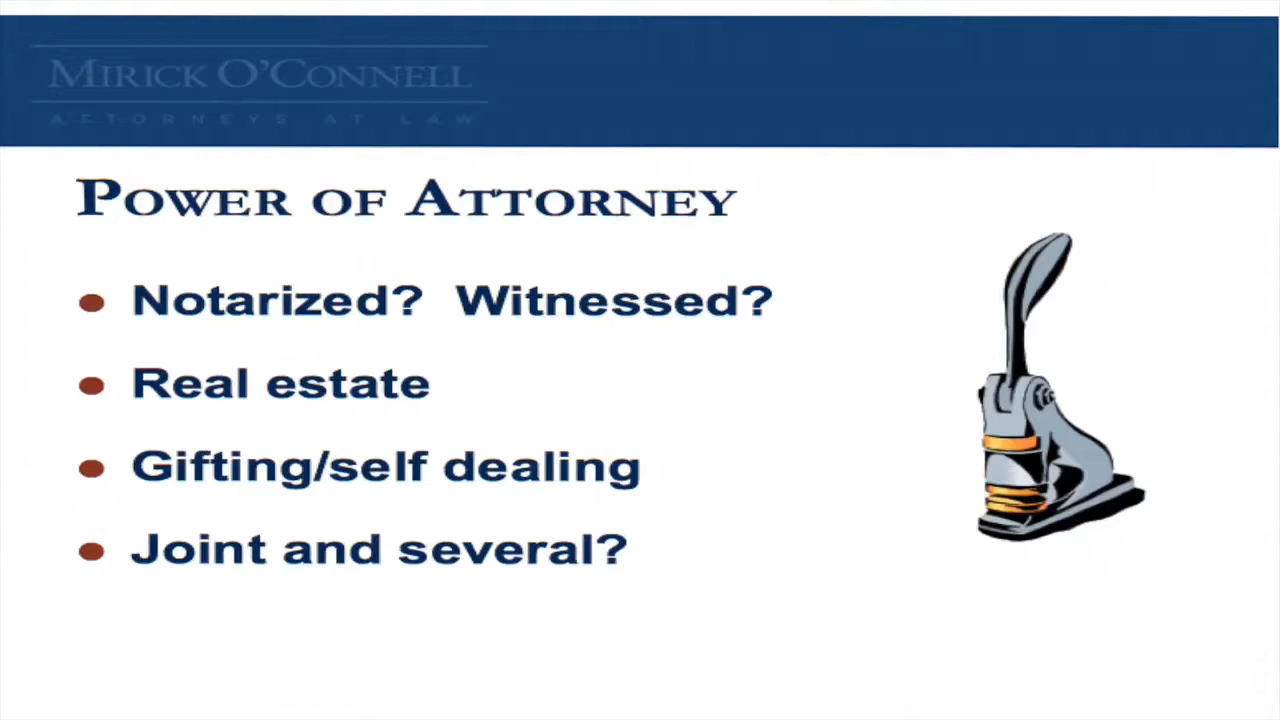 MIRICK O'CONNELL
ATTORNEYS AT LAW
POWER OF ATTORNEY
Notarized? Witnessed?
Real estate
Gifting/self dealing
Joint and several?